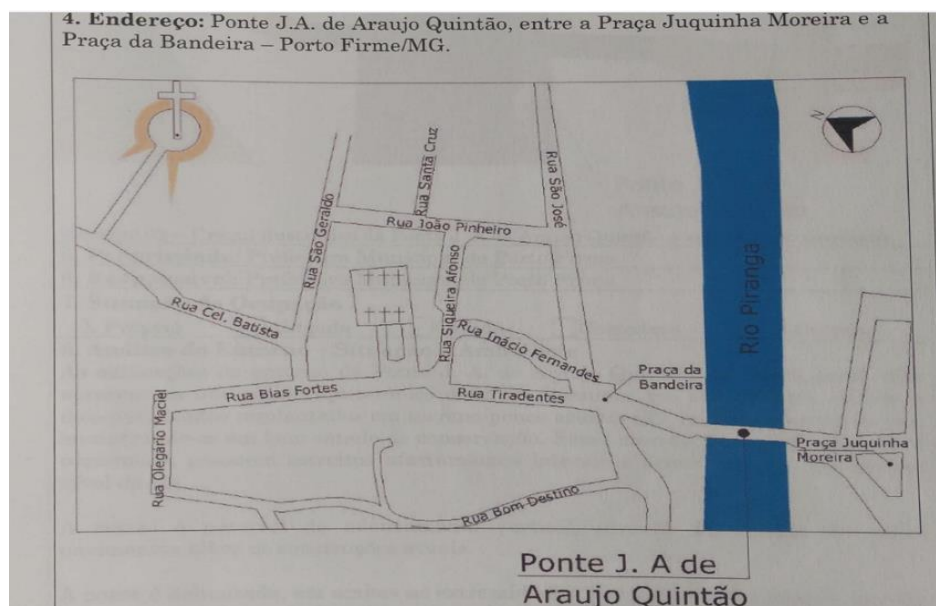 4. Endereço: Ponte J.A. de Araujo Quintão, entre a Praça Juquinha Moreira e a
Praça da Bandeira – Porto Firme/MG.
N
Rua Santa Cruz
Rua São José
Rua São Geraldo
Rua João Pinheiro
Rua Siqueira Afonso
Rua Cel. Batista
Rua Inácio Fernandes
Rio Piranga
Praça da
Bandeira
Rua Bias Fortes
Rua Tiradentes
Rua Olegário Maciel
Praça Juquinha
Moreira
Rua Bom Destino
Ponte J. A de
Araujo Quintão